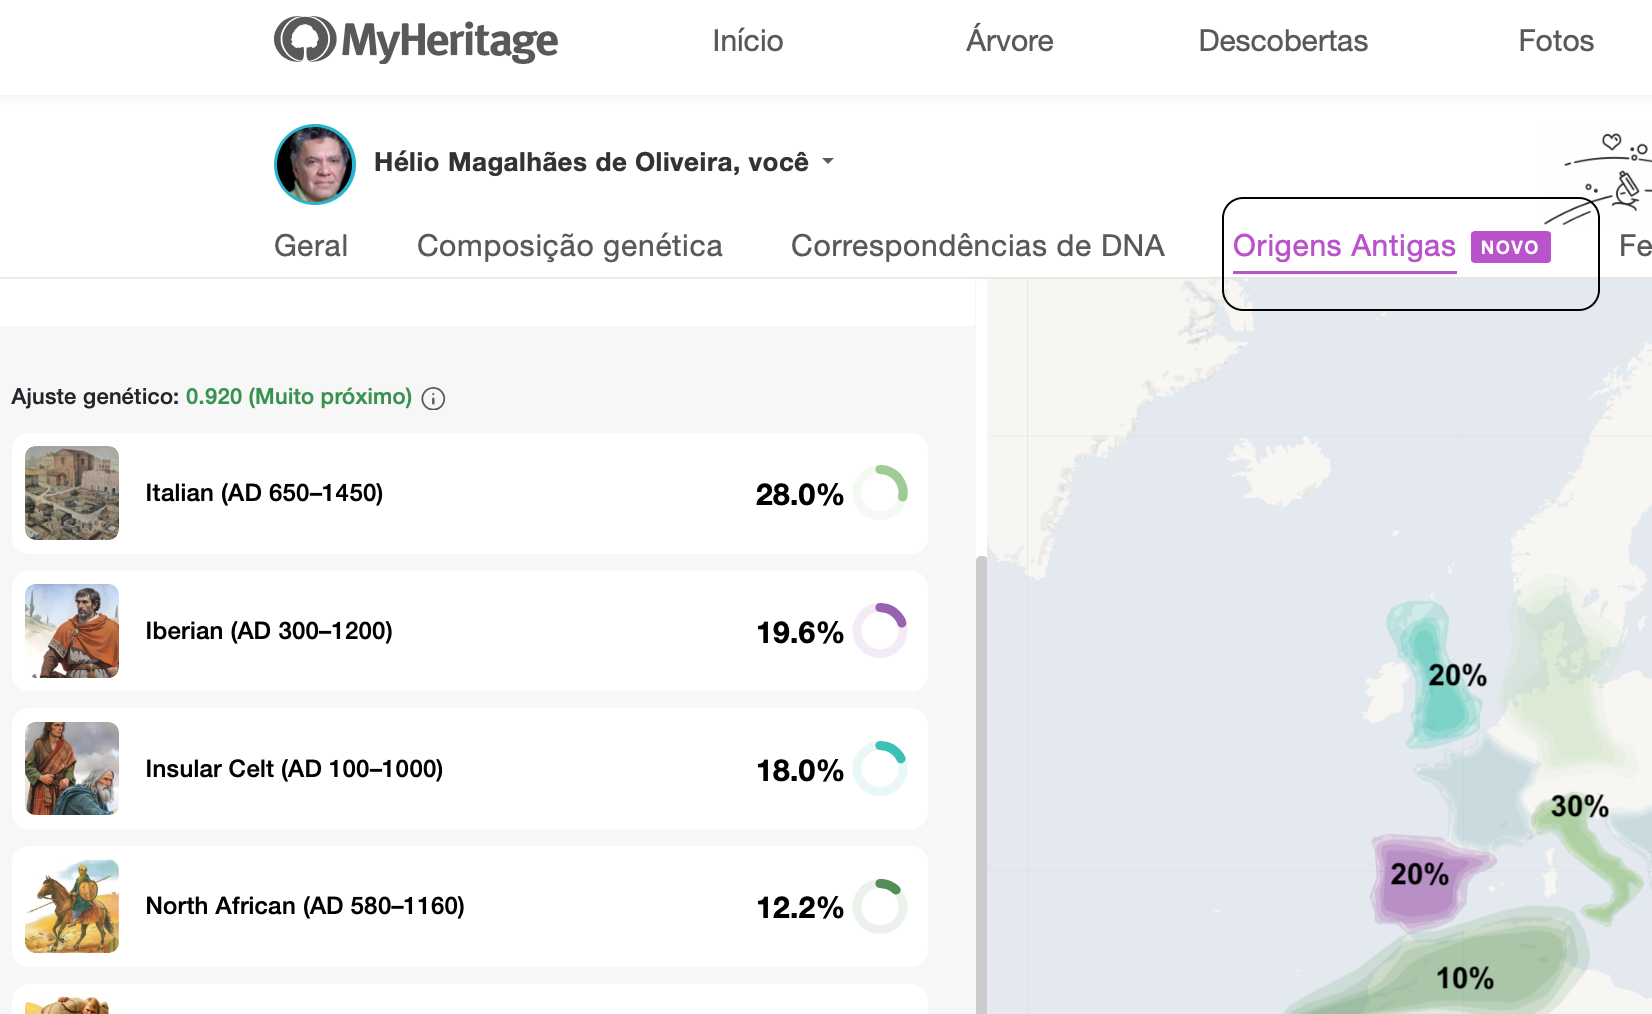 MyHeritage
Início
Árvore
Descobertas
Fotos
Hélio Magalhães de Oliveira, você
Geral
Composição genética
Correspondências de DNA
Origens Antigas
NOVO
Fe
Ajuste genético: 0.920 (Muito próximo)
Italian (AD 650–1450)
28.0%
Iberian (AD 300–1200)
19.6%
Insular Celt (AD 100–1000)
18.0%
North African (AD 580–1160)
12.2%
20%
30%
20%
10%